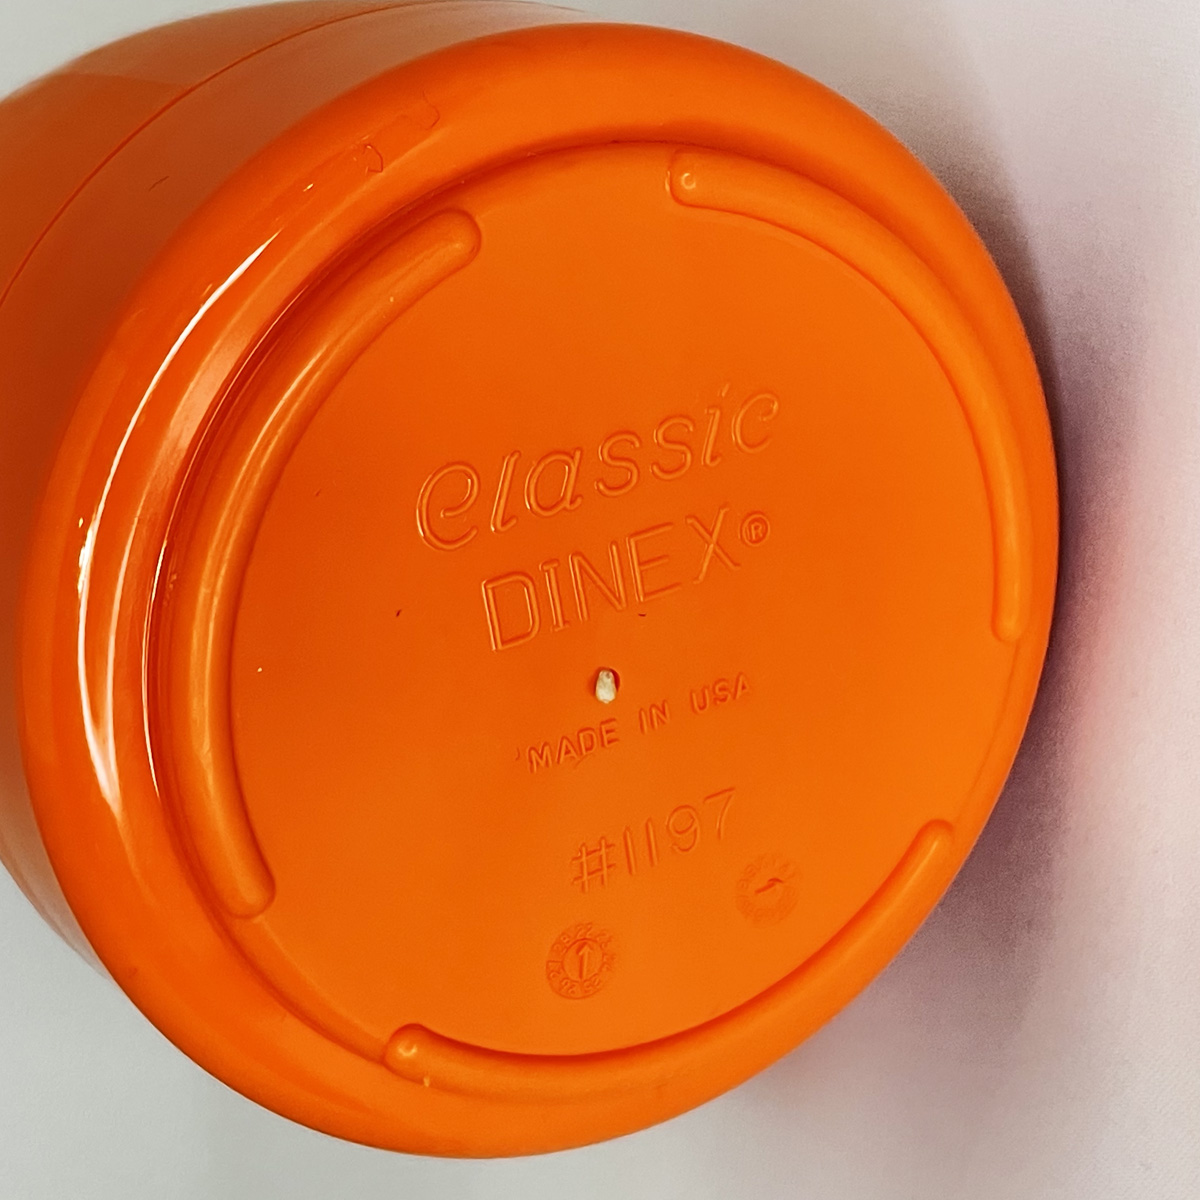 Classic
DINEX®
MADE IN USA
#1197